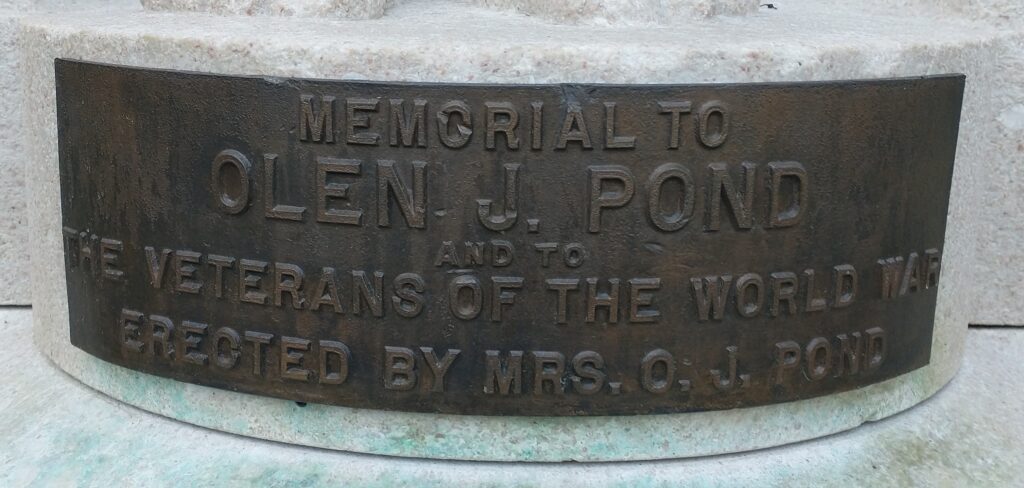 MEMORIAL TO
OLEN J. POND
AND TO
THE VETERANS OF THE WORLD WAR
ERECTED BY MRS. O. J. POND